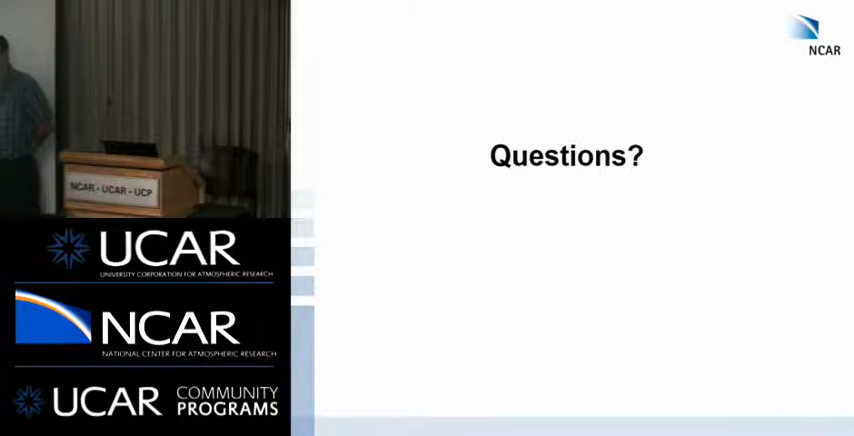 NCAR • UCAR • UCP
UCAR
UNIVERSITY CORPORATION FOR ATMOSPHERIC RESEARCH
NCAR
NATIONAL CENTER FOR ATMOSPHERIC RESEARCH
UCAR COMMUNITY PROGRAMS
NCAR
Questions?